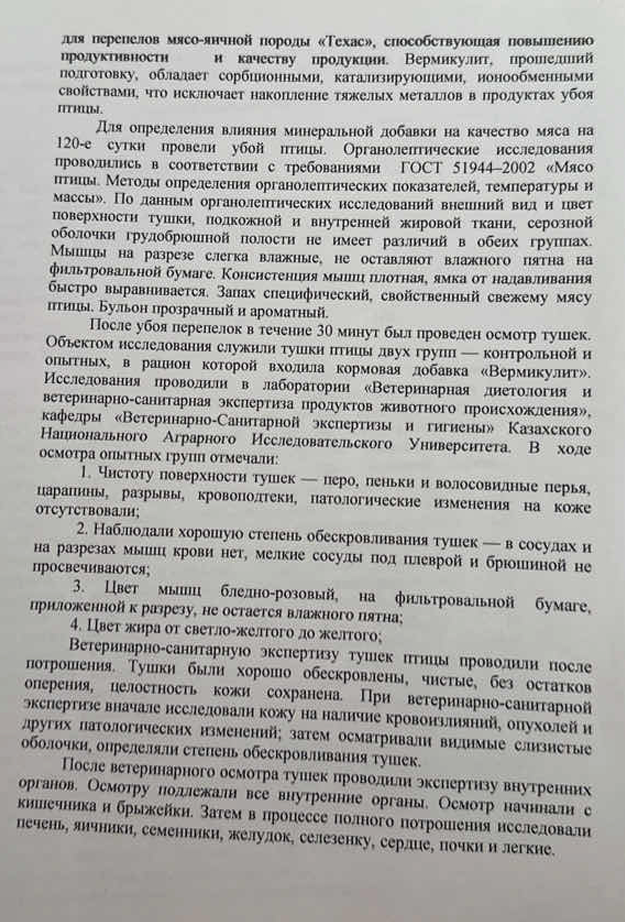 для перепелов мясо-яичной породы «Техас», способствующая повышению
продуктивности и качеству продукции. Вермикулит, прошедший
подготовку, обладает сорбционными, катализирующими, ионообменными
свойствами, что исключает накопление тяжелых металлов в продуктах убоя
птицы.
Для определения влияния минеральной добавки на качество мяса на
120-е сутки провели убой птицы. Органолептические исследования
проводились в соответствии с требованиями ГОСТ 51944–2002 «Мясо
птицы. Методы определения органолептических показателей, температуры и
массы». По данным органолептических исследований внешний вид и цвет
поверхности тушки, подкожной и внутренней жировой ткани, серозной
оболочки грудобрюшной полости не имеет различий в обеих группах.
Мышцы на разрезе слегка влажные, не оставляют влажного пятна на
фильтровальной бумаге. Консистенция мышц плотная, ямка от надавливания
быстро выравнивается. Запах специфический, свойственный свежему мясу
птицы. Бульон прозрачный и ароматный.
После убоя перепелок в течение 30 минут был проведен осмотр тушек.
Объектом исследования служили тушки птицы двух групп — контрольной и
опытных, в рацион которой входила кормовая добавка «Вермикулит».
Исследования проводили в лаборатории «Ветеринарная диетология и
ветеринарно-санитарная экспертиза продуктов животного происхождения»,
кафедры «Ветеринарно-Санитарной экспертизы и гигиены» Казахского
Национального Аграрного Исследовательского Университета. В ходе
осмотра опытных групп отмечали:
1. Чистоту поверхности тушек — перо, пеньки и волосовидные перья,
царапины, разрывы, кровоподтеки, патологические изменения на коже
отсутствовали;
2. Наблюдали хорошую степень обескровливания тушек — в сосудах и
на разрезах мышц крови нет, мелкие сосуды под плеврой и брюшиной не
просвечиваются;
3. Цвет мышц бледно-розовый, на фильтровальной бумаге,
приложенной к разрезу, не остается влажного пятна;
4. Цвет жира от светло-желтого до желтого;
Ветеринарно-санитарную экспертизу тушек птицы проводили после
потрошения. Тушки были хорошо обескровлены, чистые, без остатков
оперения, целостность кожи сохранена. При ветеринарно-санитарной
экспертизе вначале исследовали кожу на наличие кровоизлияний, опухолей и
других патологических изменений; затем осматривали видимые слизистые
оболочки, определяли степень обескровливания тушек.
После ветеринарного осмотра тушек проводили экспертизу внутренних
органов. Осмотру подлежали все внутренние органы. Осмотр начинали с
кишечника и брыжейки. Затем в процессе полного потрошения исследовали
печень, яичники, семенники, желудок, селезенку, сердце, почки и легкие.